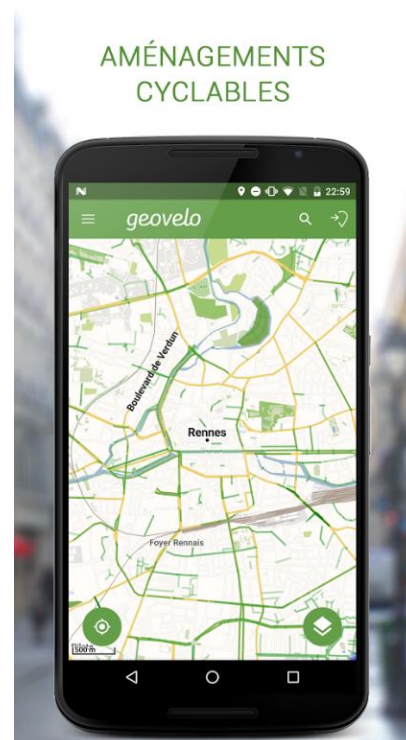 AMÉNAGEMENTS
CYCLABLES
22:59
geovelo
Boulevard de Verdun
Rennes
Foyer Rennais
500 m